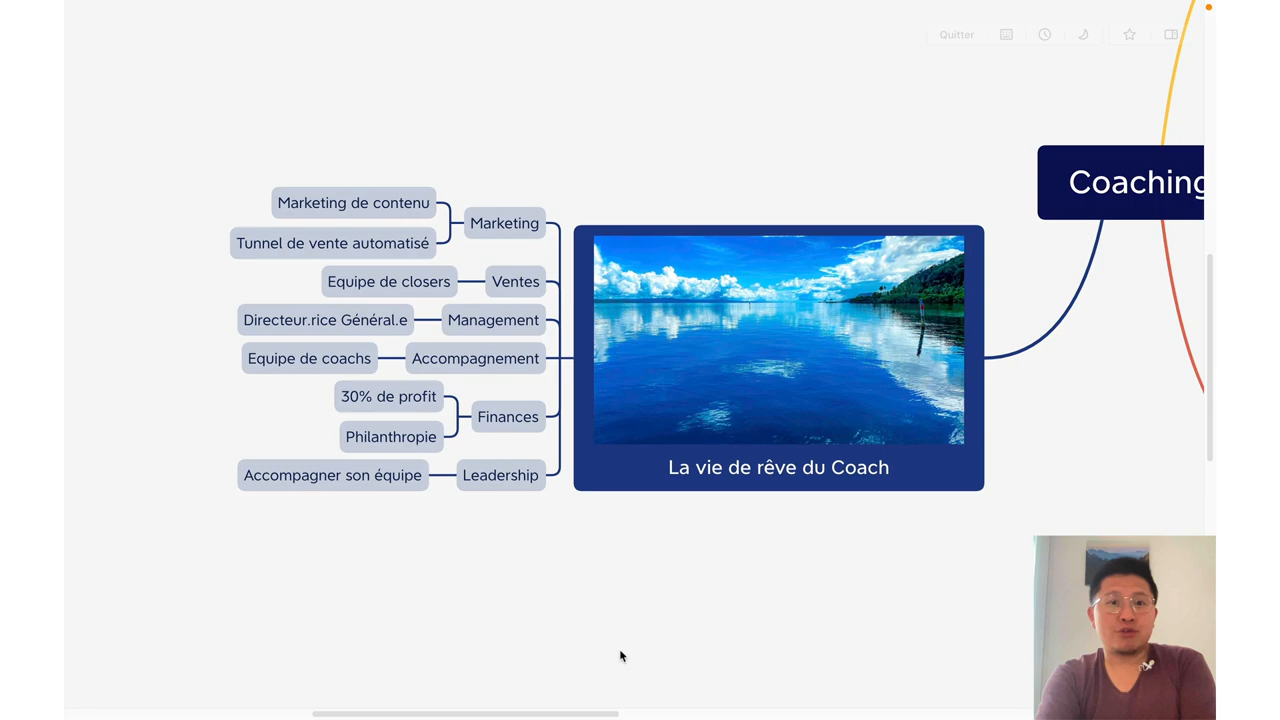 Quitter
Coaching
Marketing de contenu
Marketing
Tunnel de vente automatisé
Equipe de closers
Ventes
Directeur.rice Général.e
Management
Equipe de coachs
Accompagnement
30% de profit
Finances
Philanthropie
Accompagner son équipe
Leadership
La vie de rêve du Coach